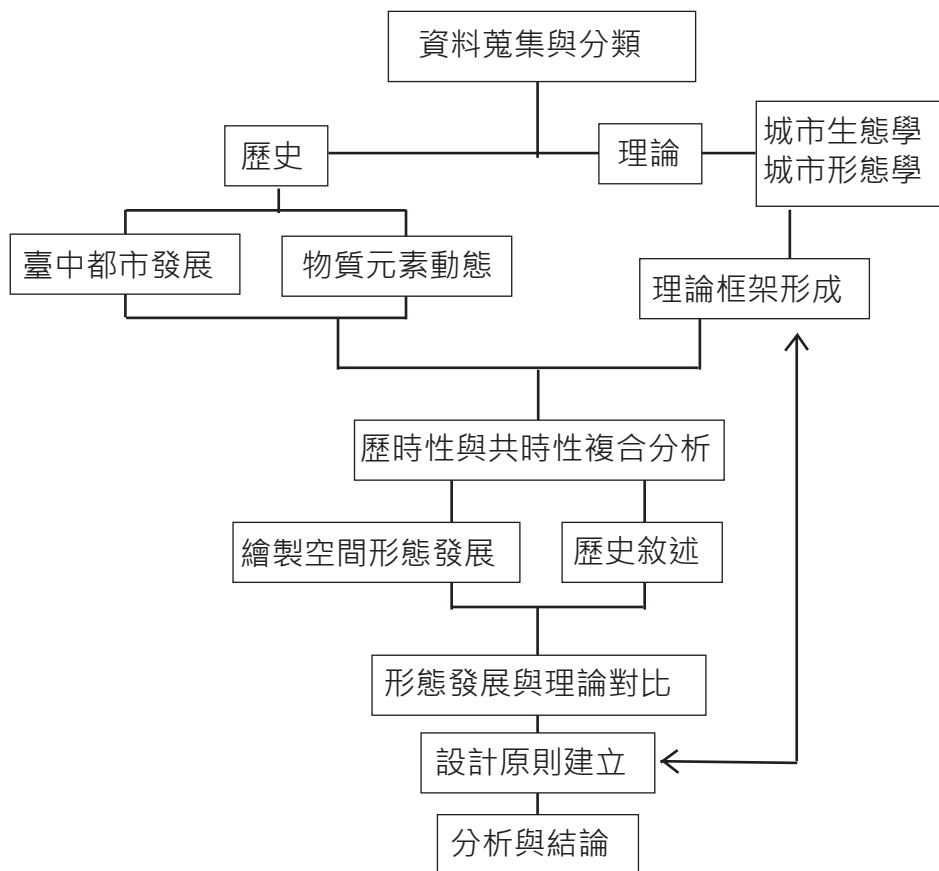 資料蒐集與分類
歷史
理論
城市生態學
城市形態學
臺中都市發展
物質元素動態
理論框架形成
歷時性與共時性複合分析
繪製空間形態發展
歷史敘述
形態發展與理論對比
設計原則建立
分析與結論